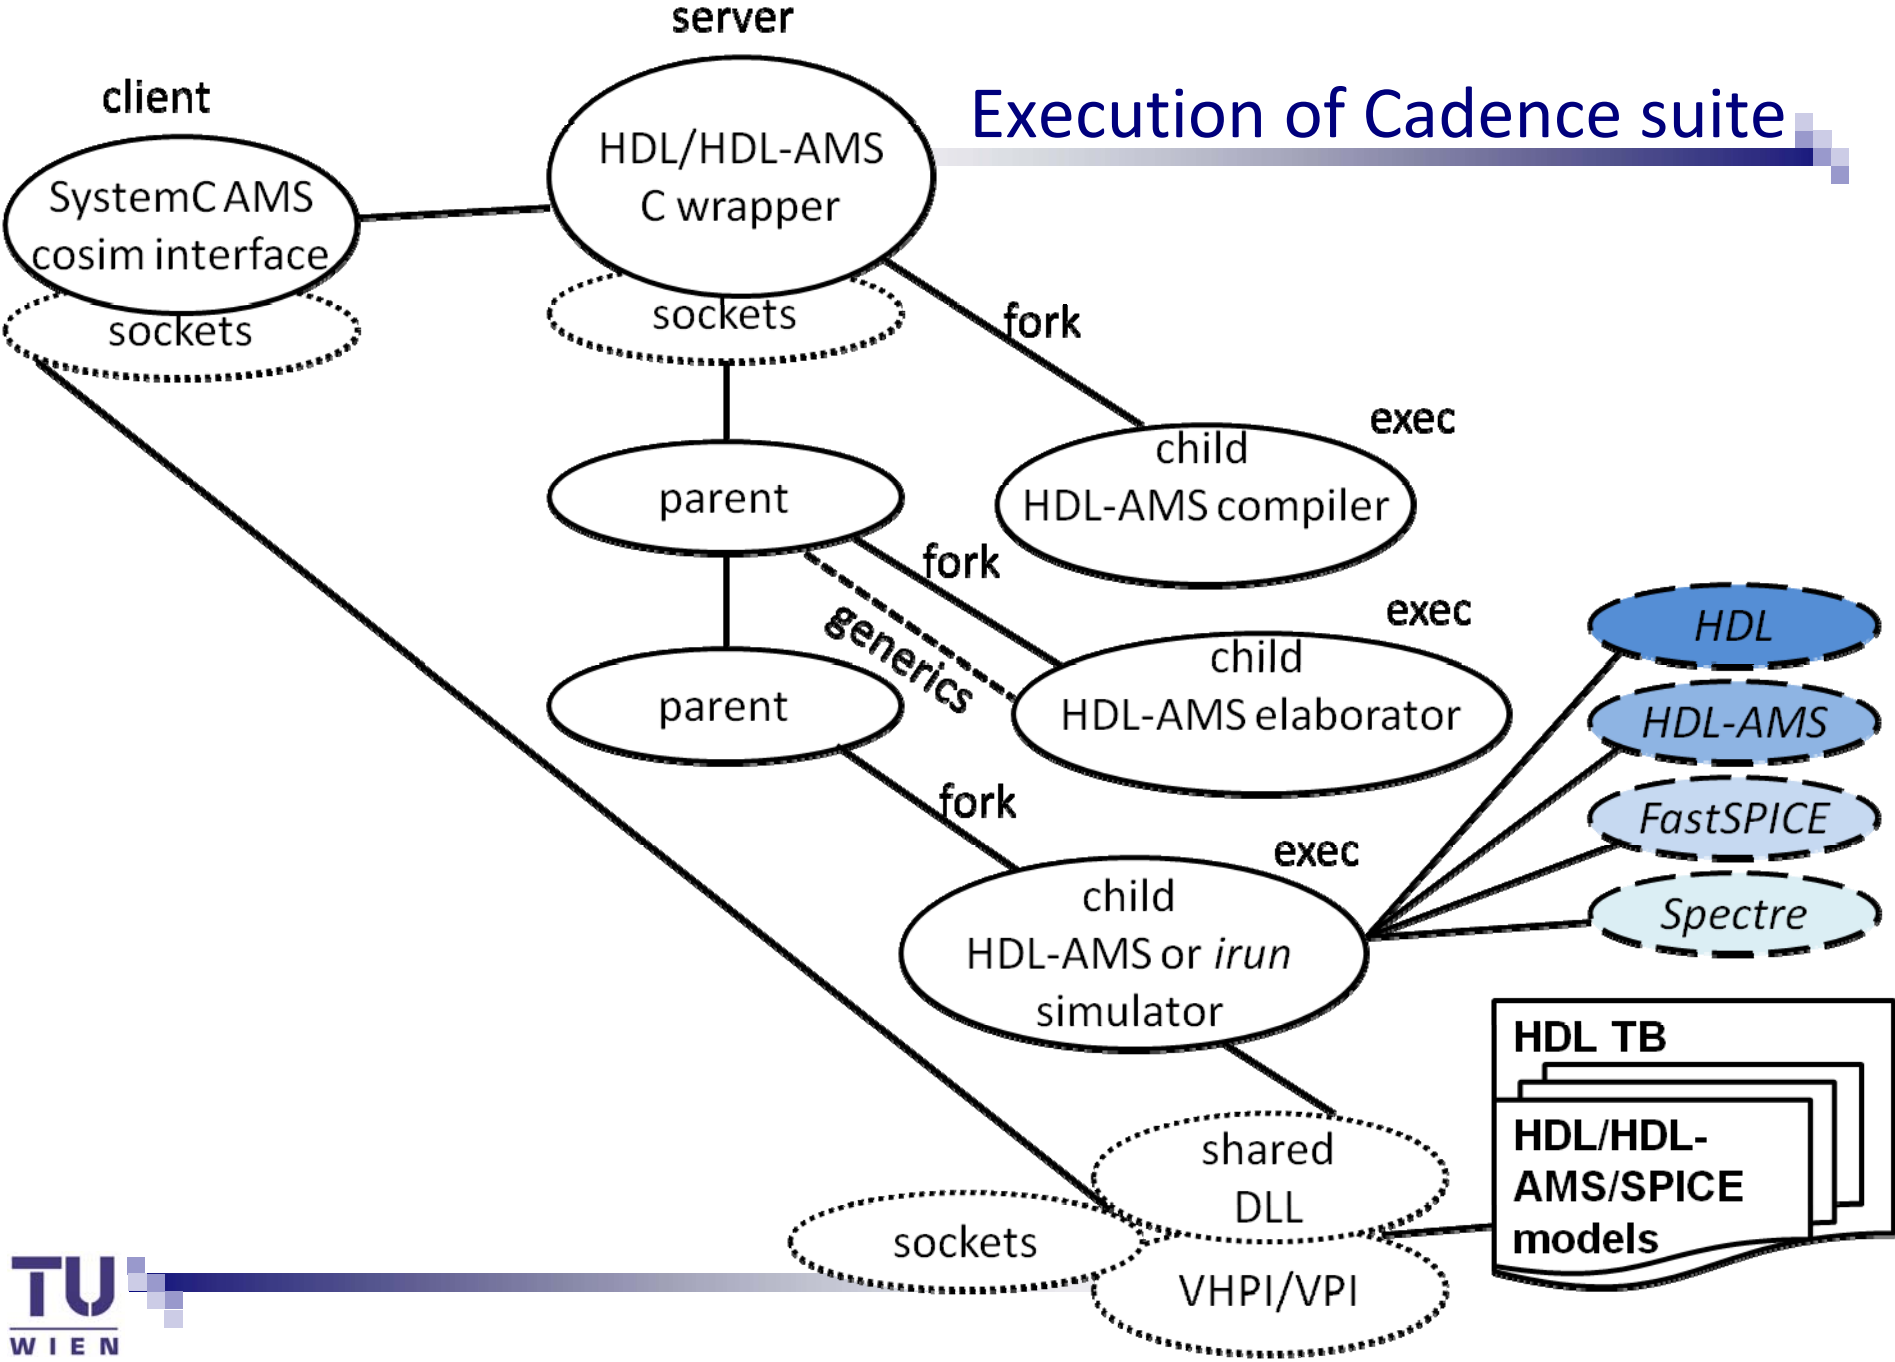 server
client
Execution of Cadence suite
HDL/HDL-AMS
C wrapper
SystemC AMS
cosim interface
sockets
sockets
fork
exec
child
HDL-AMS compiler
parent
fork
generics
exec
child
HDL-AMS elaborator
parent
HDL
HDL-AMS
FastSPICE
Spectre
fork
exec
child
HDL-AMS or irun
simulator
HDL TB
HDL/HDL-
AMS/SPICE
models
shared
DLL
sockets
VHPI/VPI
TU
WIEN